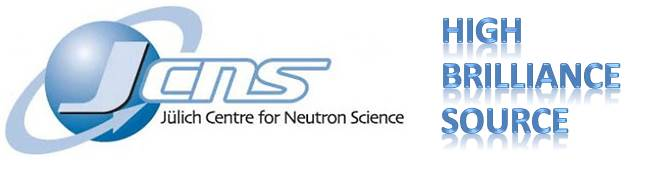 Jcns
Jülich Centre for Neutron Science
HIGH
BRILLIANCE
SOURCE